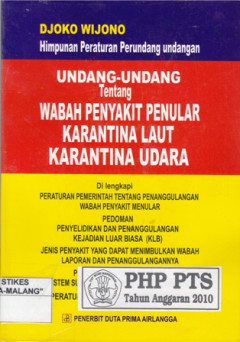 DJOKO WIJONO
Himpunan Peraturan Perundang undangan
UNDANG-UNDANG
Tentang
WABAH PENYAKIT PENULAR
KARANTINA LAUT
KARANTINA UDARA
Di lengkapi
PERATURAN PEMERINTAH TENTANG PENANGGULANGAN
WABAH PENYAKIT MENULAR
PEDOMAN
PENYELIDIKAN DAN PENANGGULANGAN
KEJADIAN LUAR BIASA (KLB)
JENIS PENYAKIT YANG DAPAT MENIMBULKAN WABAH
LAPORAN DAN PENANGGULANGANNYA
STIKES
A-MALANG"
PHP PTS
Tahun Anggaran 2010
PENERBIT DUTA PRIMA AIRLANGGA